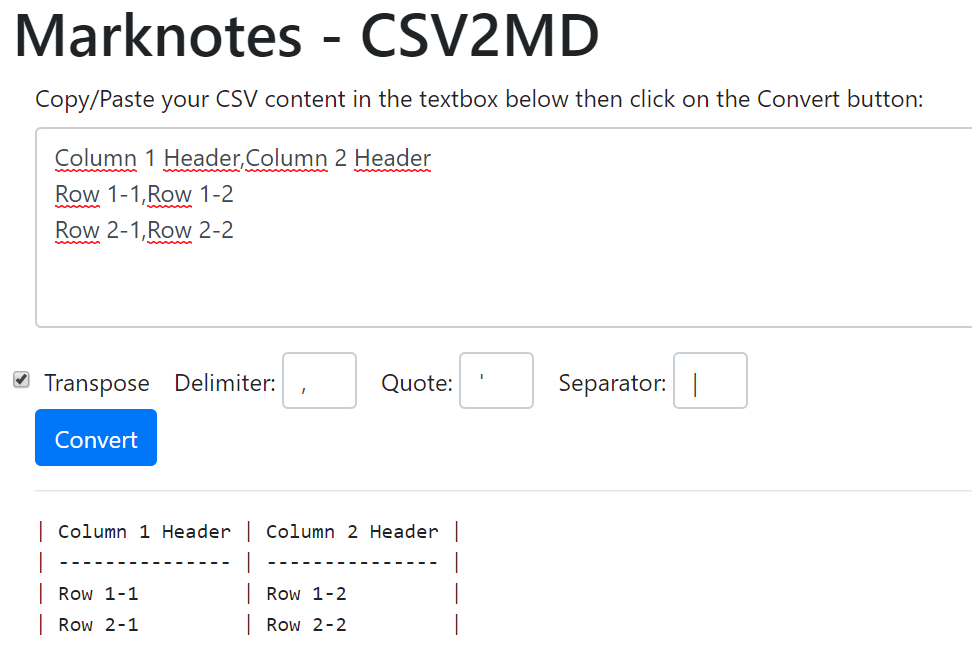 Marknotes - CSV2MD
Copy/Paste your CSV content in the textbox below then click on the Convert button:
Column 1 Header,Column 2 Header
Row 1-1,Row 1-2
Row 2-1,Row 2-2
Transpose Delimiter: , Quote: ' Separator: |
Convert
| Column 1 Header | Column 2 Header |
| --------------- | --------------- |
| Row 1-1         | Row 1-2         |
| Row 2-1         | Row 2-2         |